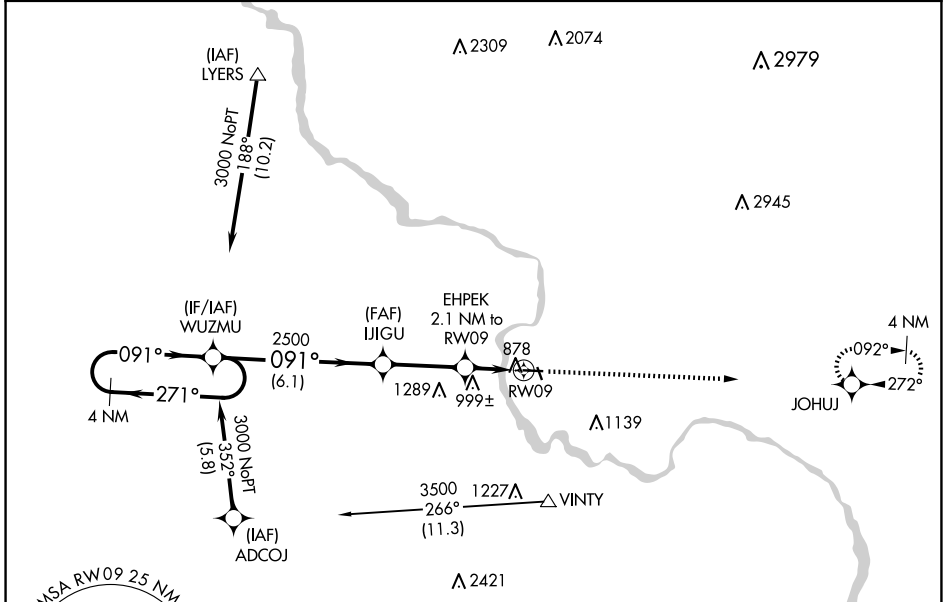 2309
2074
2979
(IAF)
LYERS
3000 NoPT
188°
(10.2)
2945
(IF/IAF)
WUZMU
(FAF)
IJIGU
EHPEK
2.1 NM to
RW09
4 NM
091°
2500
091°
(6.1)
878
092°
271°
1289
999±
RW09
272°
JOHUJ
4 NM
3000 NoPT
352°
(5.8)
1139
3500
266°
(11.3)
1227
VINTY
(IAF)
ADCOJ
MSA RW09 25 NM
2421